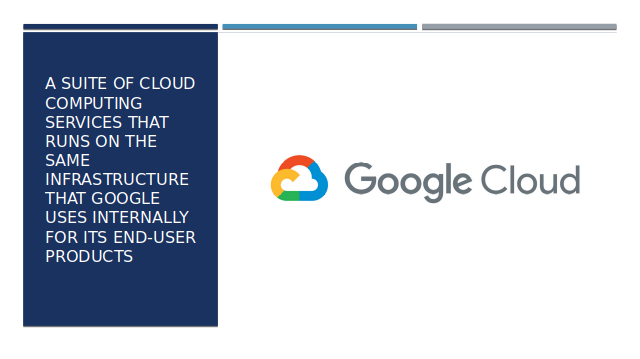 A SUITE OF CLOUD
COMPUTING
SERVICES THAT
RUNS ON THE
SAME
INFRASTRUCTURE
THAT GOOGLE
USES INTERNALLY
FOR ITS END-USER
PRODUCTS
Google Cloud